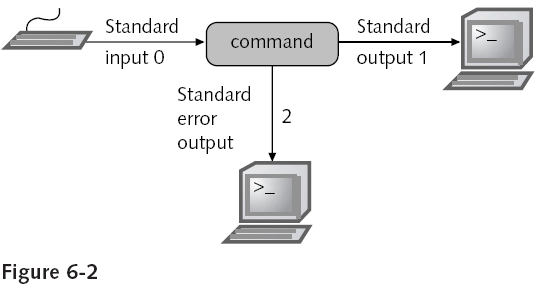 Standard
input 0
command
Standard
output 1
>_
Standard
error
output
2
>_
Figure 6-2